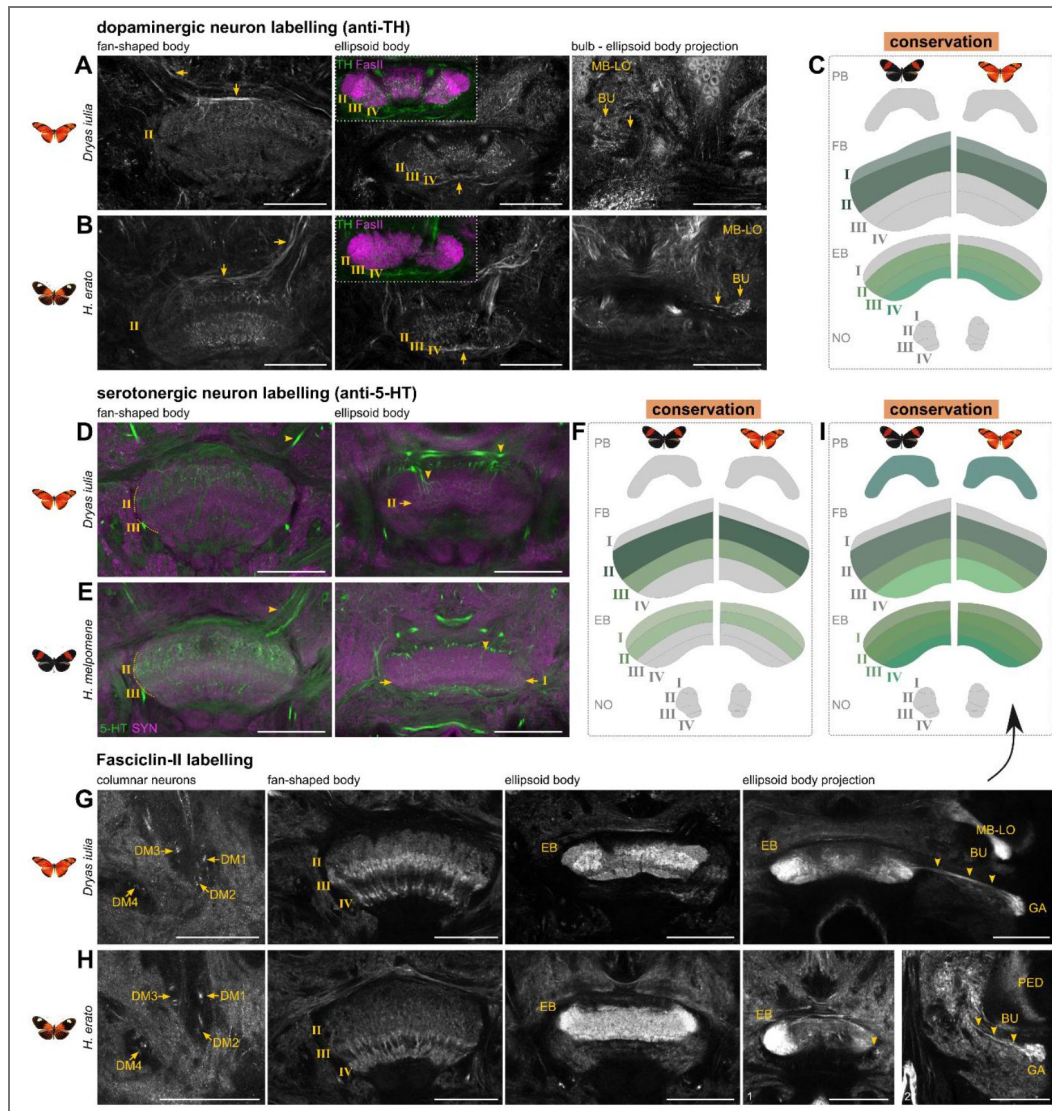 dopaminergic neuron labelling (anti-TH)
fan-shaped body
ellipsoid body
bulb - ellipsoid body projection
A
Dryas iulia
II
TH FasII
II
III
IV
II
III
IV
MB-LO
BU
B
H. erato
II
TH FasII
II
III
IV
II
III
IV
MB-LO
BU
conservation
C
PB
FB
I
II
III
IV
EB
I
II
III
IV
NO
I
II
III
IV
serotonergic neuron labelling (anti-5-HT)
fan-shaped body
ellipsoid body
D
Dryas iulia
II
III
II
E
H. melpomene
II
III
5-HT SYN
I
conservation
F
PB
FB
I
II
III
IV
EB
I
II
III
IV
NO
I
II
III
IV
conservation
I
PB
FB
I
II
III
IV
EB
I
II
III
IV
NO
I
II
III
IV
Fasciclin-II labelling
columnar neurons
fan-shaped body
ellipsoid body
ellipsoid body projection
G
Dryas iulia
DM3
DM1
DM4
DM2
II
III
IV
EB
EB
MB-LO
BU
GA
H
H. erato
DM3
DM1
DM4
DM2
II
III
IV
EB
EB
1
PED
BU
GA
2